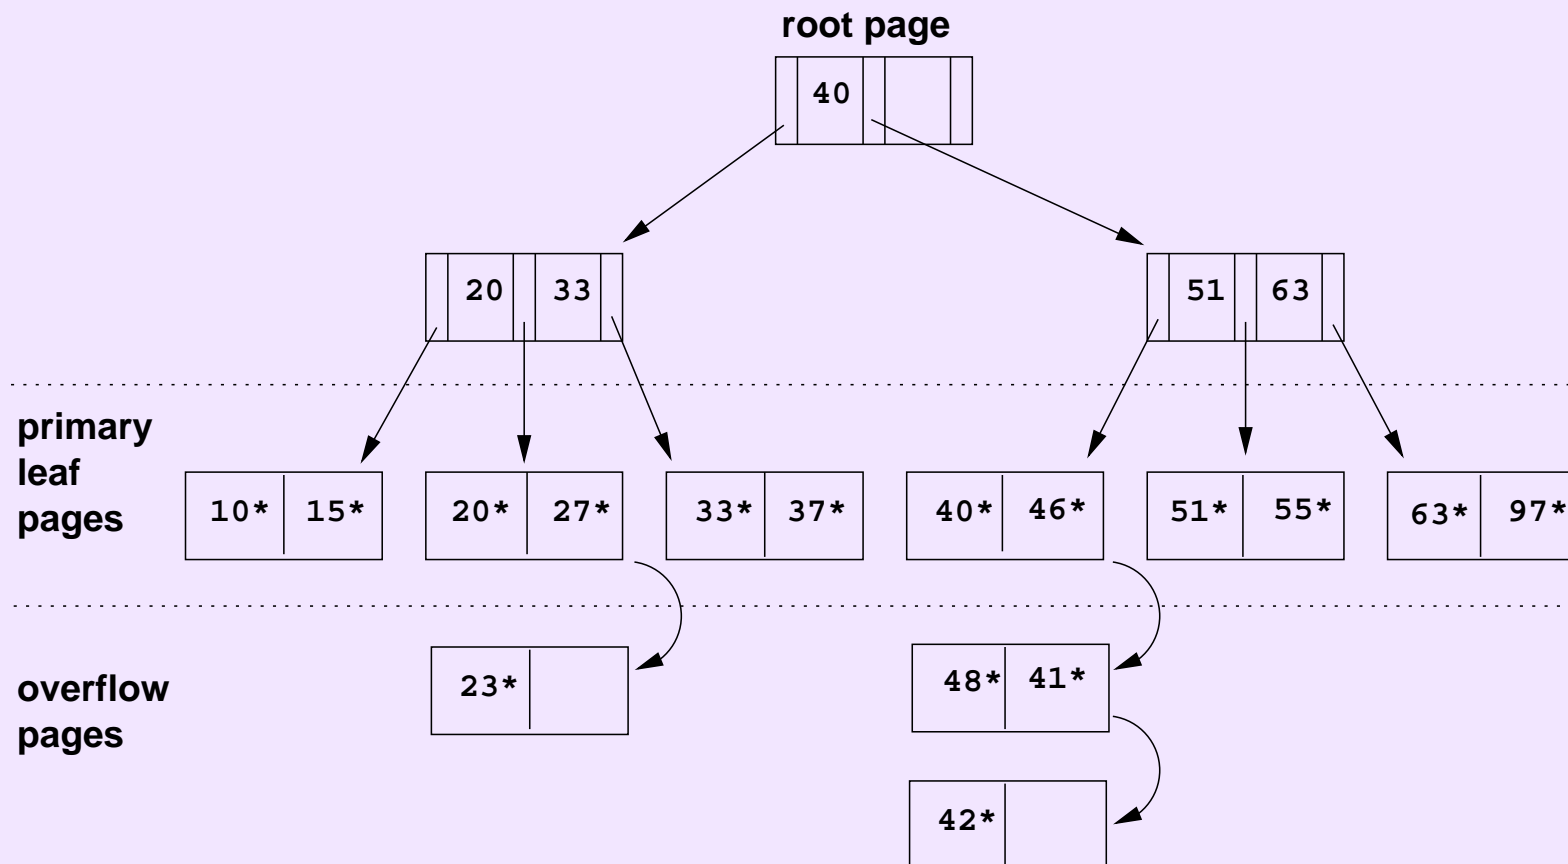 root page
40
20 33
51 63
primary
leaf
pages
10* 15*
20* 27*
33* 37*
40* 46*
51* 55*
63* 97*
overflow
pages
23*
48* 41*
42*